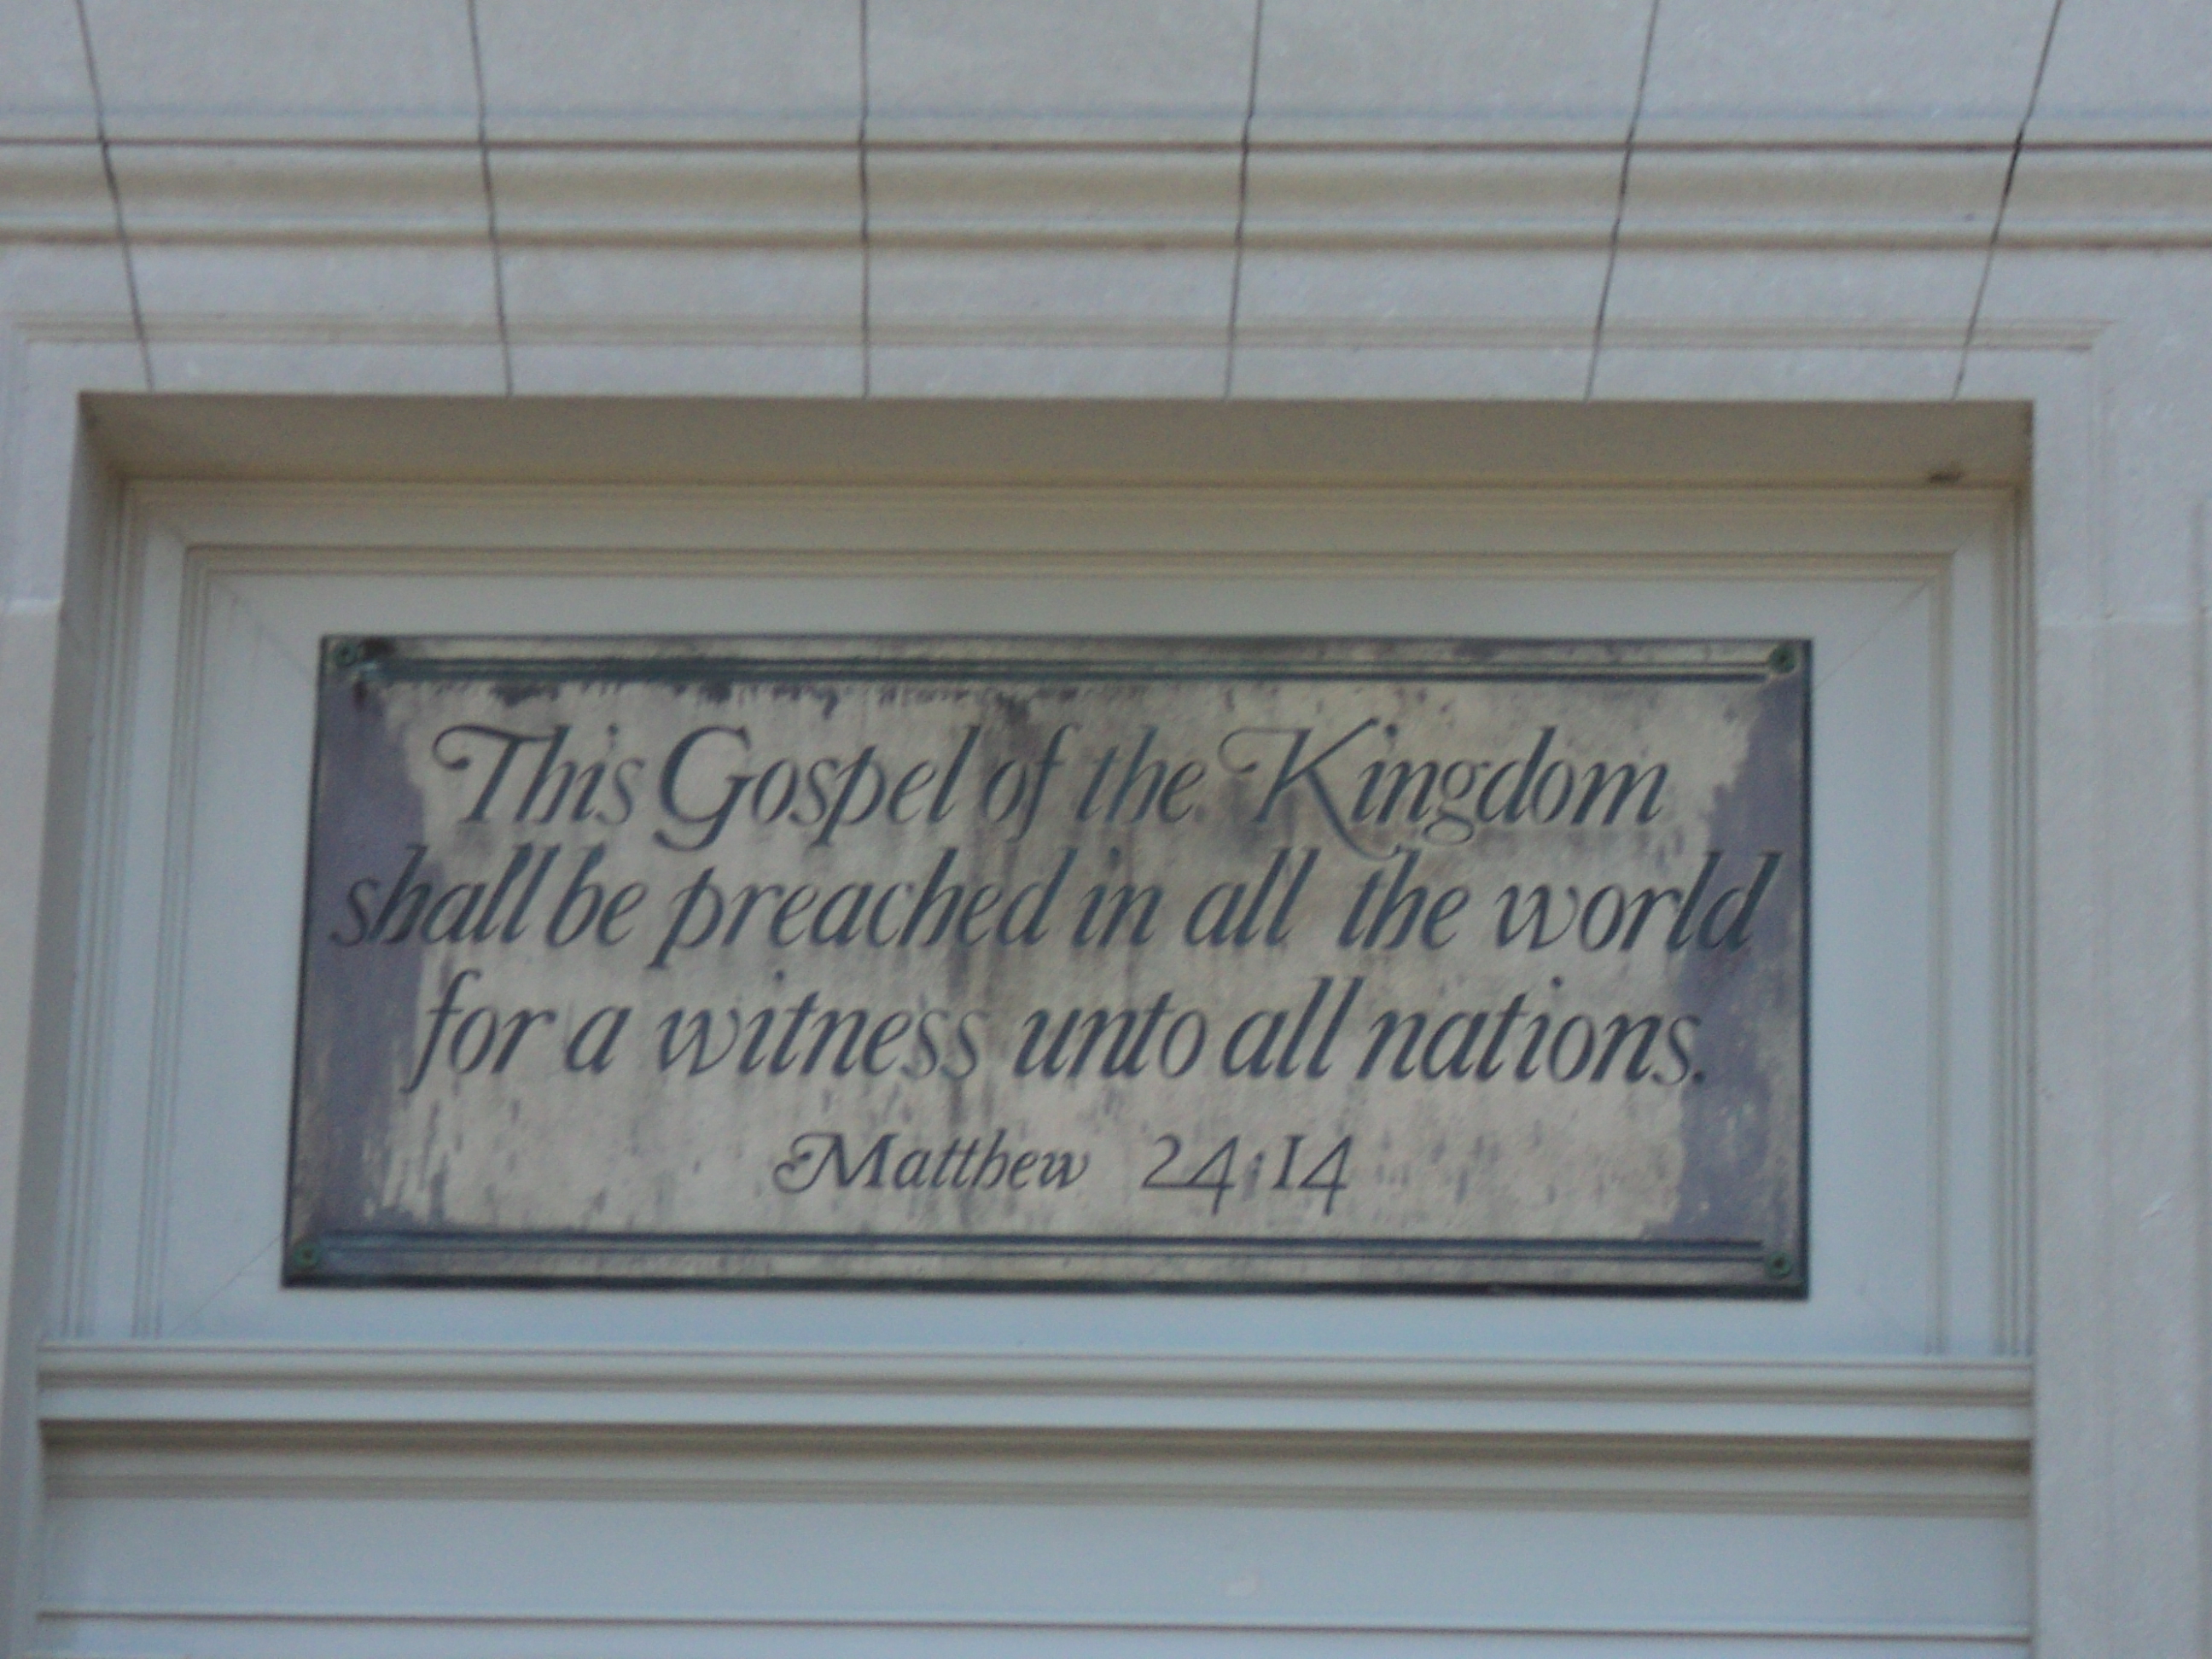 This Gospel of the Kingdom
shall be preached in all the world
for a witness unto all nations.
Matthew 24:14